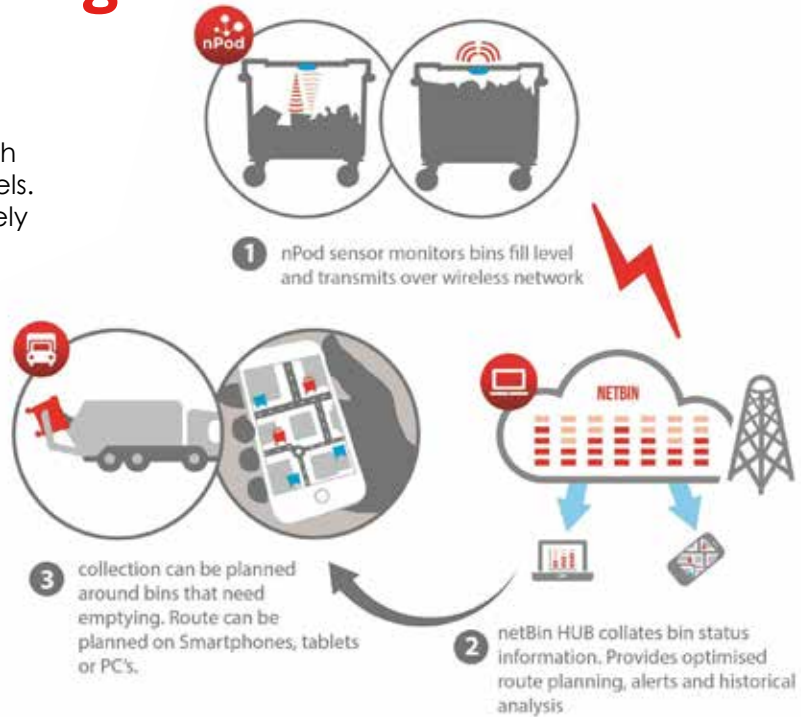 g
nPod
h
els.
ely
1 nPod sensor monitors bins fill level
and transmits over wireless network
NETBIN
3 collection can be planned
around bins that need
emptying. Route can be
planned on Smartphones, tablets
or PC's.
2 netBin HUB collates bin status
information. Provides optimised
route planning, alerts and historical
analysis